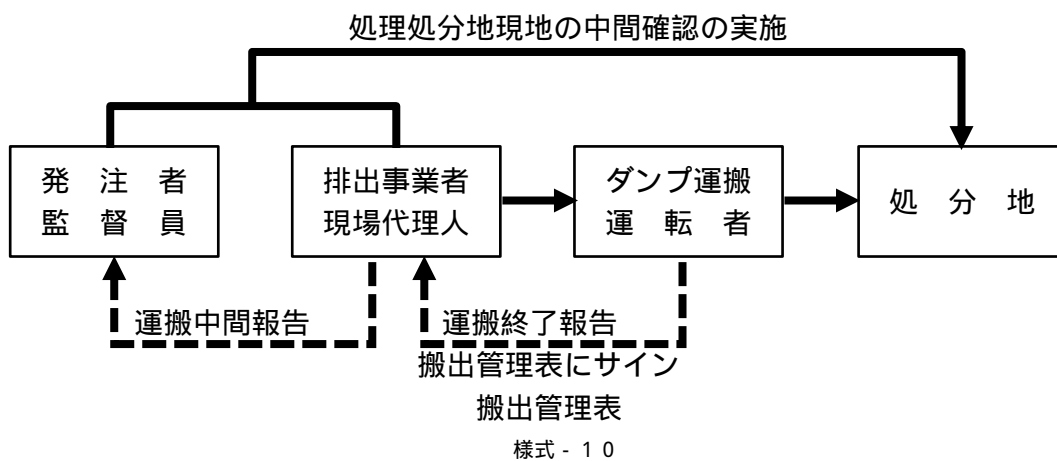 処理処分地現地の中間確認の実施
発注者
監督員
排出事業者
現場代理人
ダンプ運搬
運転者
処分地
運搬中間報告
運搬終了報告
搬出管理表にサイン
搬出管理表
様式-10